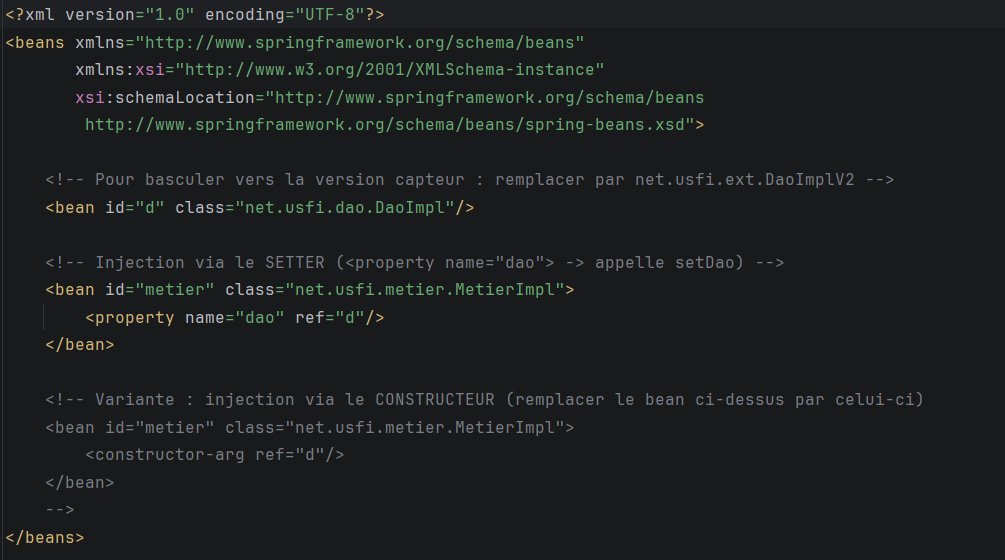 <?xml version="1.0" encoding="UTF-8"?>
<beans xmlns="http://www.springframework.org/schema/beans"
       xmlns:xsi="http://www.w3.org/2001/XMLSchema-instance"
       xsi:schemaLocation="http://www.springframework.org/schema/beans
        http://www.springframework.org/schema/beans/spring-beans.xsd">

    <!-- Pour basculer vers la version capteur : remplacer par net.usfi.ext.DaoImplV2 -->
    <bean id="d" class="net.usfi.dao.DaoImpl"/>

    <!-- Injection via le SETTER (<property name="dao"> -> appelle setDao) -->
    <bean id="metier" class="net.usfi.metier.MetierImpl">
        <property name="dao" ref="d"/>
    </bean>

    <!-- Variante : injection via le CONSTRUCTEUR (remplacer le bean ci-dessus par celui-ci)
    <bean id="metier" class="net.usfi.metier.MetierImpl">
        <constructor-arg ref="d"/>
    </bean>
    -->
</beans>